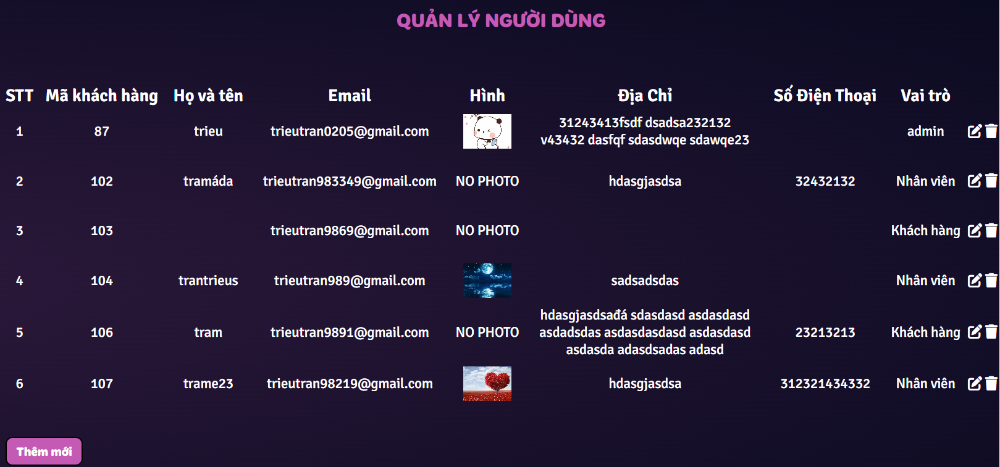 QUẢN LÝ NGƯỜI DÙNG
STT Mã khách hàng Họ và tên Email Hình Địa Chỉ Số Điện Thoại Vai trò
1 87 trieu trieutran0205@gmail.com 31243413fsdf dsadsa232132 admin
v43432 dasfqf sdasdwqe sdawqe23
2 102 tramáda trieutran983349@gmail.com NO PHOTO hdasgjasdsa 32432132 Nhân viên
3 103 trieutran9869@gmail.com NO PHOTO Khách hàng
4 104 trantrieus trieutran989@gmail.com sadsadsdas Nhân viên
hdasgjasdsađá sdasdasd asdasdasd
5 106 tram trieutran9891@gmail.com NO PHOTO asdadsdas asdasdasdasd asdasdasd 23213213 Khách hàng
asdasda adasdsadas adasd
6 107 trame23 trieutran98219@gmail.com hdasgjasdsa 312321434332 Nhân viên
Thêm mới